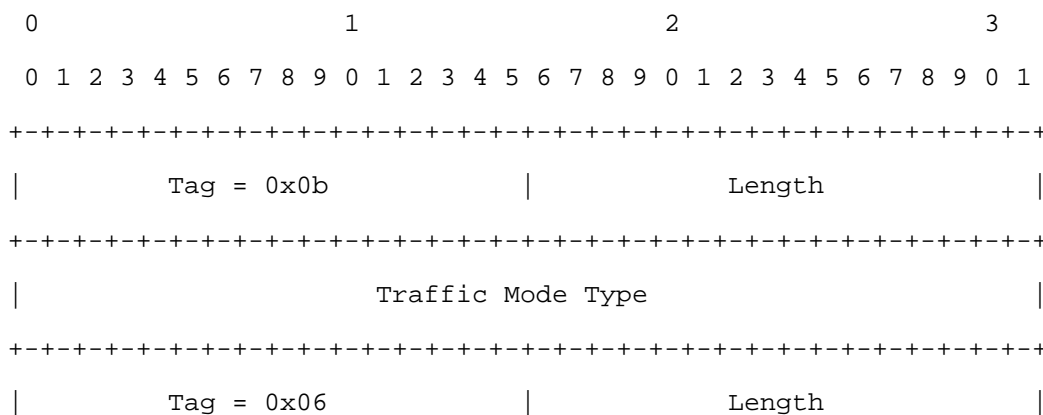 0                   1                   2                   3
0 1 2 3 4 5 6 7 8 9 0 1 2 3 4 5 6 7 8 9 0 1 2 3 4 5 6 7 8 9 0 1
+-+-+-+-+-+-+-+-+-+-+-+-+-+-+-+-+-+-+-+-+-+-+-+-+-+-+-+-+-+-+-+-+
|         Tag = 0x0b            |            Length             |
+-+-+-+-+-+-+-+-+-+-+-+-+-+-+-+-+-+-+-+-+-+-+-+-+-+-+-+-+-+-+-+-+
|                      Traffic Mode Type                        |
+-+-+-+-+-+-+-+-+-+-+-+-+-+-+-+-+-+-+-+-+-+-+-+-+-+-+-+-+-+-+-+-+
|         Tag = 0x06            |            Length             |